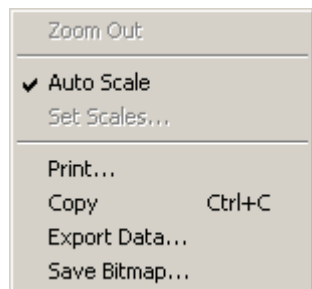 Zoom Out
Auto Scale
Set Scales...
Print...
Copy Ctrl+C
Export Data...
Save Bitmap...